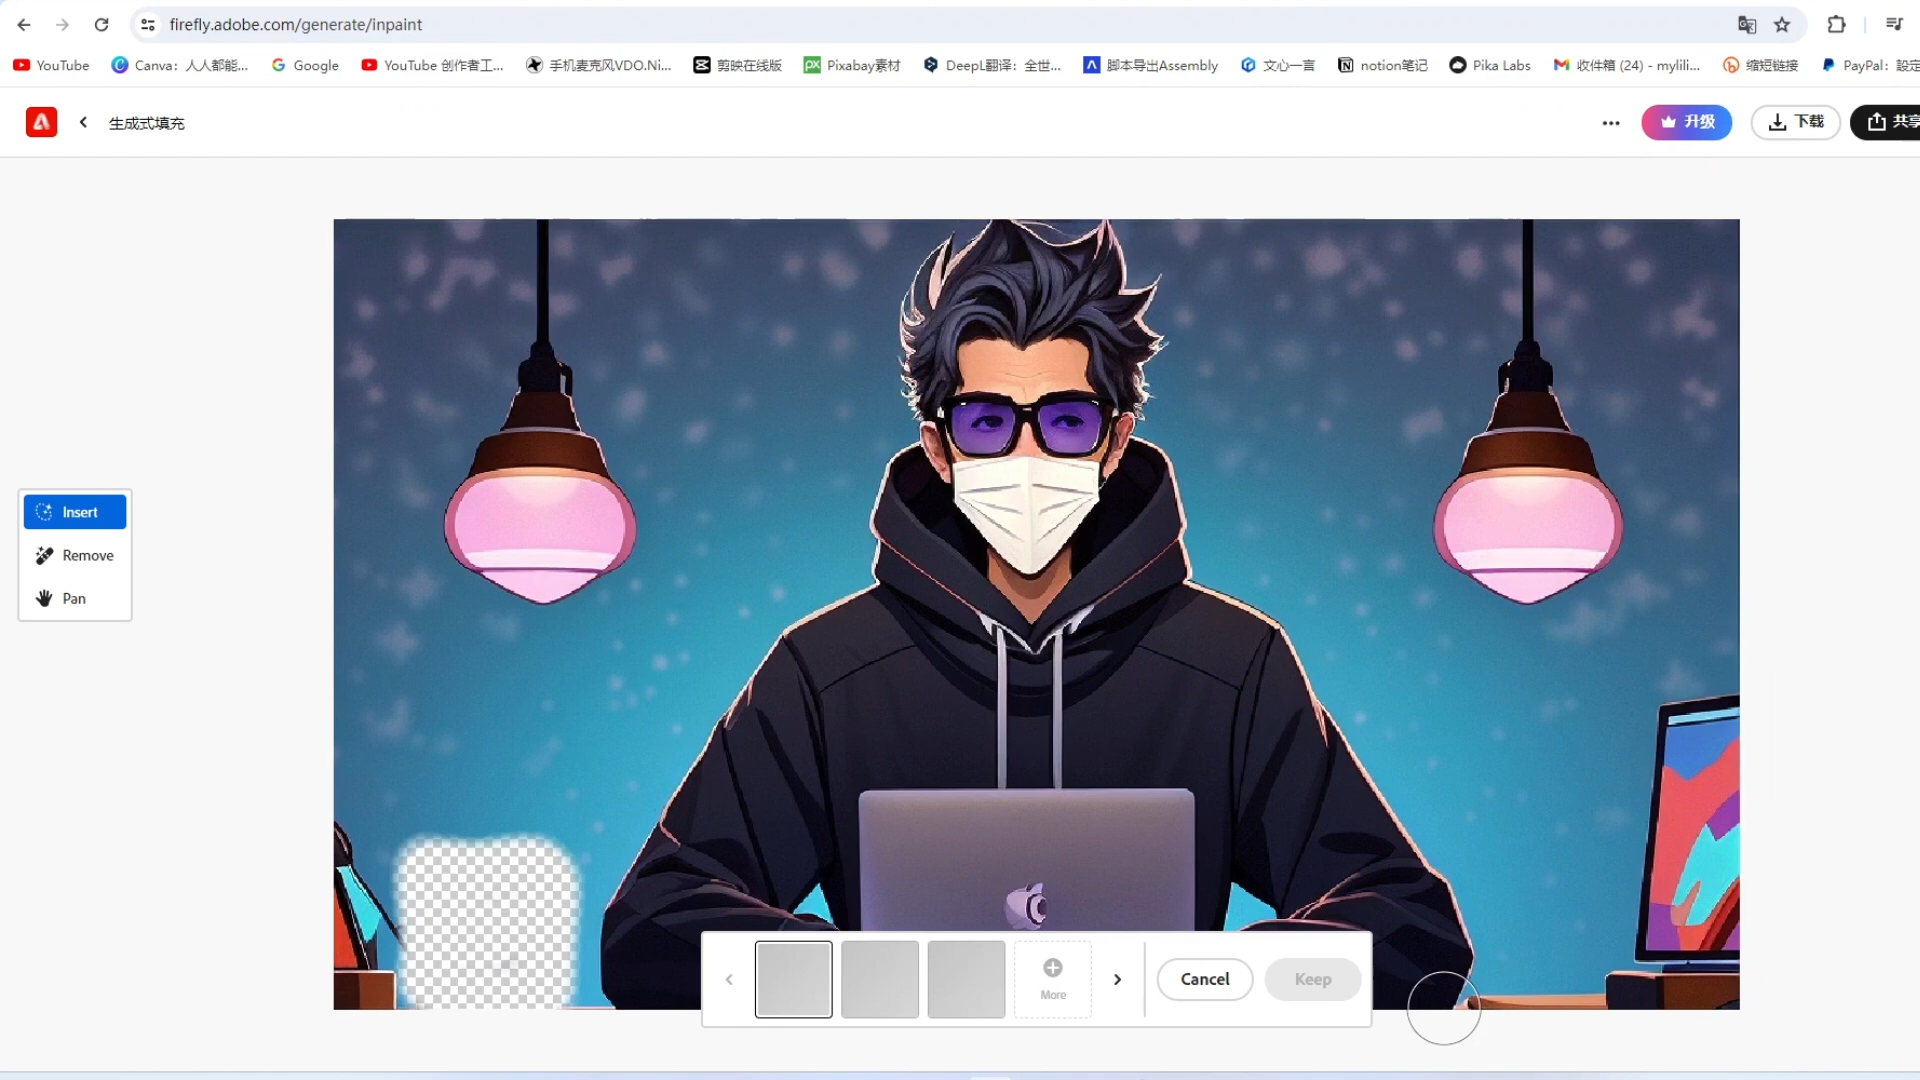 firefly.adobe.com/generate/inpaint
YouTube Canva：人人都能... Google YouTube 创作者工... 手机麦克风VDO.Ni... 剪映在线版 Pixabay素材 DeepL翻译：全世... 脚本导出Assembly 文心一言 notion笔记 Pika Labs 收件箱 (24) - mylili... 缩短链接 PayPal：設定
生成式填充 升级 下载 共享
Insert
Remove
Pan
More Cancel Keep